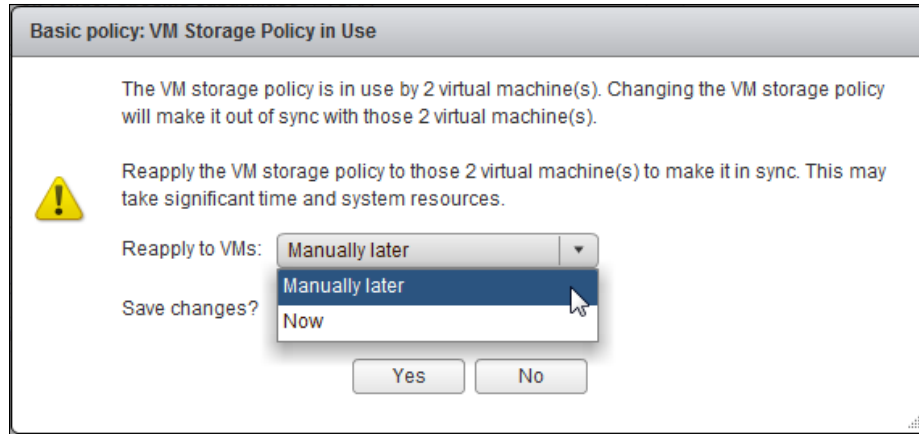 Basic policy: VM Storage Policy in Use
The VM storage policy is in use by 2 virtual machine(s). Changing the VM storage policy
will make it out of sync with those 2 virtual machine(s).
Reapply the VM storage policy to those 2 virtual machine(s) to make it in sync. This may
take significant time and system resources.
Reapply to VMs: Manually later
Manually later
Save changes?
Now
Yes No